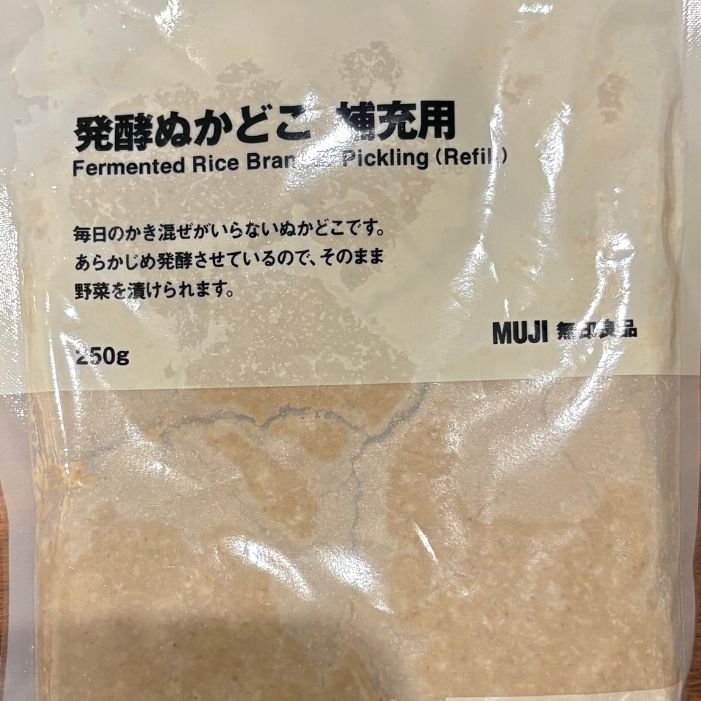 発酵ぬかどこ 補充用
Fermented Rice Bran Pickling (Refill)
毎日のかき混ぜがいらないぬかどこです。
あらかじめ発酵させているので、そのまま
野菜を漬けられます。
250g
MUJI 無印良品